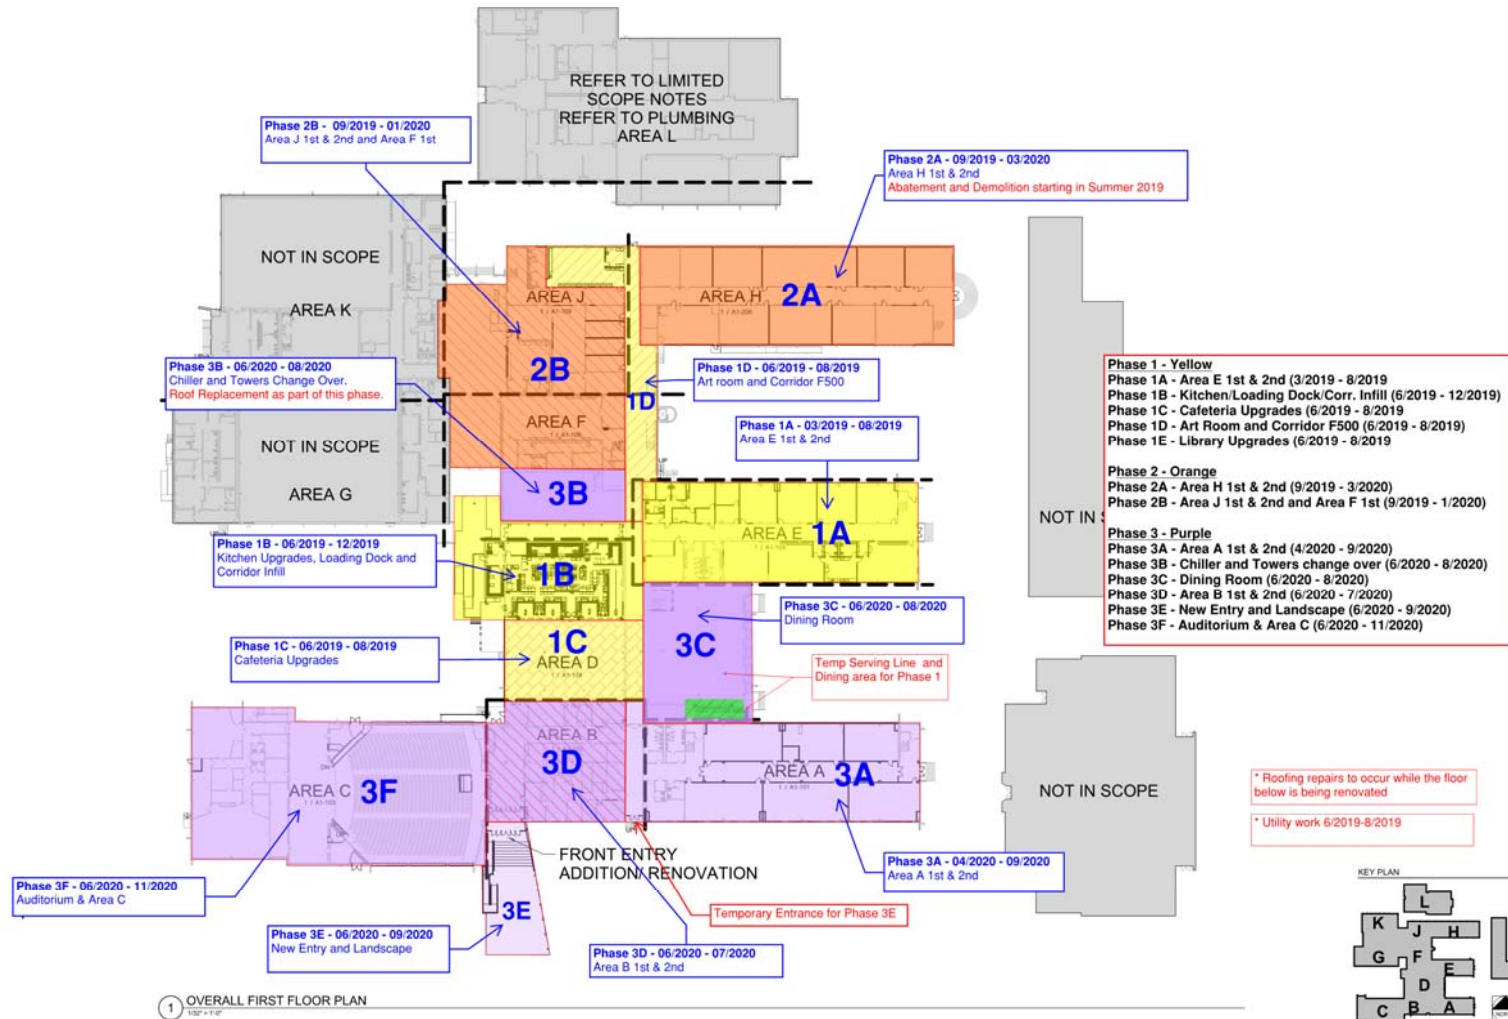 REFER TO LIMITED
SCOPE NOTES
REFER TO PLUMBING
AREA L
Phase 2B - 09/2019 - 01/2020
Area J 1st & 2nd and Area F 1st
Phase 2A - 09/2019 - 03/2020
Area H 1st & 2nd
Abatement and Demolition starting in Summer 2019
NOT IN SCOPE
AREA K
AREA J
1 / A1-109
2B
AREA H
2A
Phase 3B - 06/2020 - 08/2020
Chiller and Towers Change Over.
Roof Replacement as part of this phase.
Phase 1D - 06/2019 - 08/2019
Art room and Corridor F500
1D
AREA F
Phase 1A - 03/2019 - 08/2019
Area E 1st & 2nd
NOT IN SCOPE
AREA G
3B
AREA E
1A
NOT IN S
Phase 1B - 06/2019 - 12/2019
Kitchen Upgrades, Loading Dock and
Corridor Infill
1B
Phase 3C - 06/2020 - 08/2020
Dining Room
Phase 1C - 06/2019 - 08/2019
Cafeteria Upgrades
1C
AREA D
3C
Temp Serving Line and
Dining area for Phase 1
Phase 1 - Yellow
Phase 1A - Area E 1st & 2nd (3/2019 - 8/2019
Phase 1B - Kitchen/Loading Dock/Corr. Infill (6/2019 - 12/2019)
Phase 1C - Cafeteria Upgrades (6/2019 - 8/2019
Phase 1D - Art Room and Corridor F500 (6/2019 - 8/2019)
Phase 1E - Library Upgrades (6/2019 - 8/2019
Phase 2 - Orange
Phase 2A - Area H 1st & 2nd (9/2019 - 3/2020)
Phase 2B - Area J 1st & 2nd and Area F 1st (9/2019 - 1/2020)
Phase 3 - Purple
Phase 3A - Area A 1st & 2nd (4/2020 - 9/2020)
Phase 3B - Chiller and Towers change over (6/2020 - 8/2020)
Phase 3C - Dining Room (6/2020 - 8/2020)
Phase 3D - Area B 1st & 2nd (6/2020 - 7/2020)
Phase 3E - New Entry and Landscape (6/2020 - 9/2020)
Phase 3F - Auditorium & Area C (6/2020 - 11/2020)
AREA B
3D
AREA A
1 / A1-101
3A
AREA C
1 / A1-103
3F
NOT IN SCOPE
* Roofing repairs to occur while the floor
below is being renovated
* Utility work 6/2019-8/2019
FRONT ENTRY
ADDITION/ RENOVATION
Phase 3A - 04/2020 - 09/2020
Area A 1st & 2nd
Phase 3F - 06/2020 - 11/2020
Auditorium & Area C
3E
Temporary Entrance for Phase 3E
Phase 3E - 06/2020 - 09/2020
New Entry and Landscape
Phase 3D - 06/2020 - 07/2020
Area B 1st & 2nd
KEY PLAN
L
K
J
H
G
F
E
D
C
B
A
1
OVERALL FIRST FLOOR PLAN
1/32" = 1'-0"